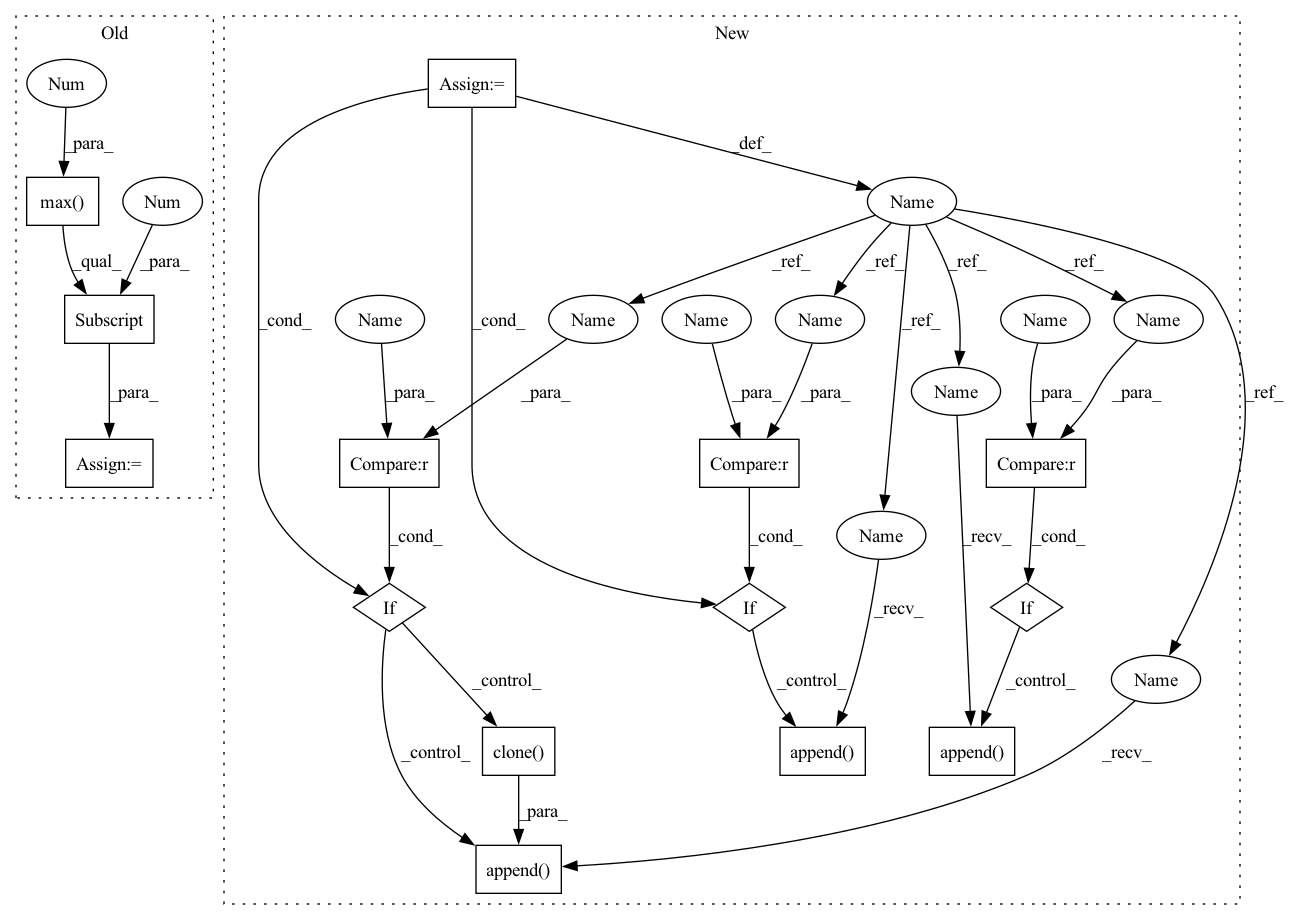 Old
New
Num
Assign:=
_para_
_def_
max()
Num
Name
_qual_
_para_
_ref_
_ref_
_ref_
_ref_
Subscript
_cond_
Name
_cond_
Name
Name
Name
_ref_
Name
Name
_para_
_para_
_para_
_para_
_para_
Name
_para_
_para_
_ref_
Assign:=
Compare:r
Compare:r
Compare:r
_cond_
_cond_
Name
_recv_
_cond_
If
If
_recv_
If
_control_
_control_
_control_
Name
_control_
clone()
append()
append()
_recv_
_para_
append()